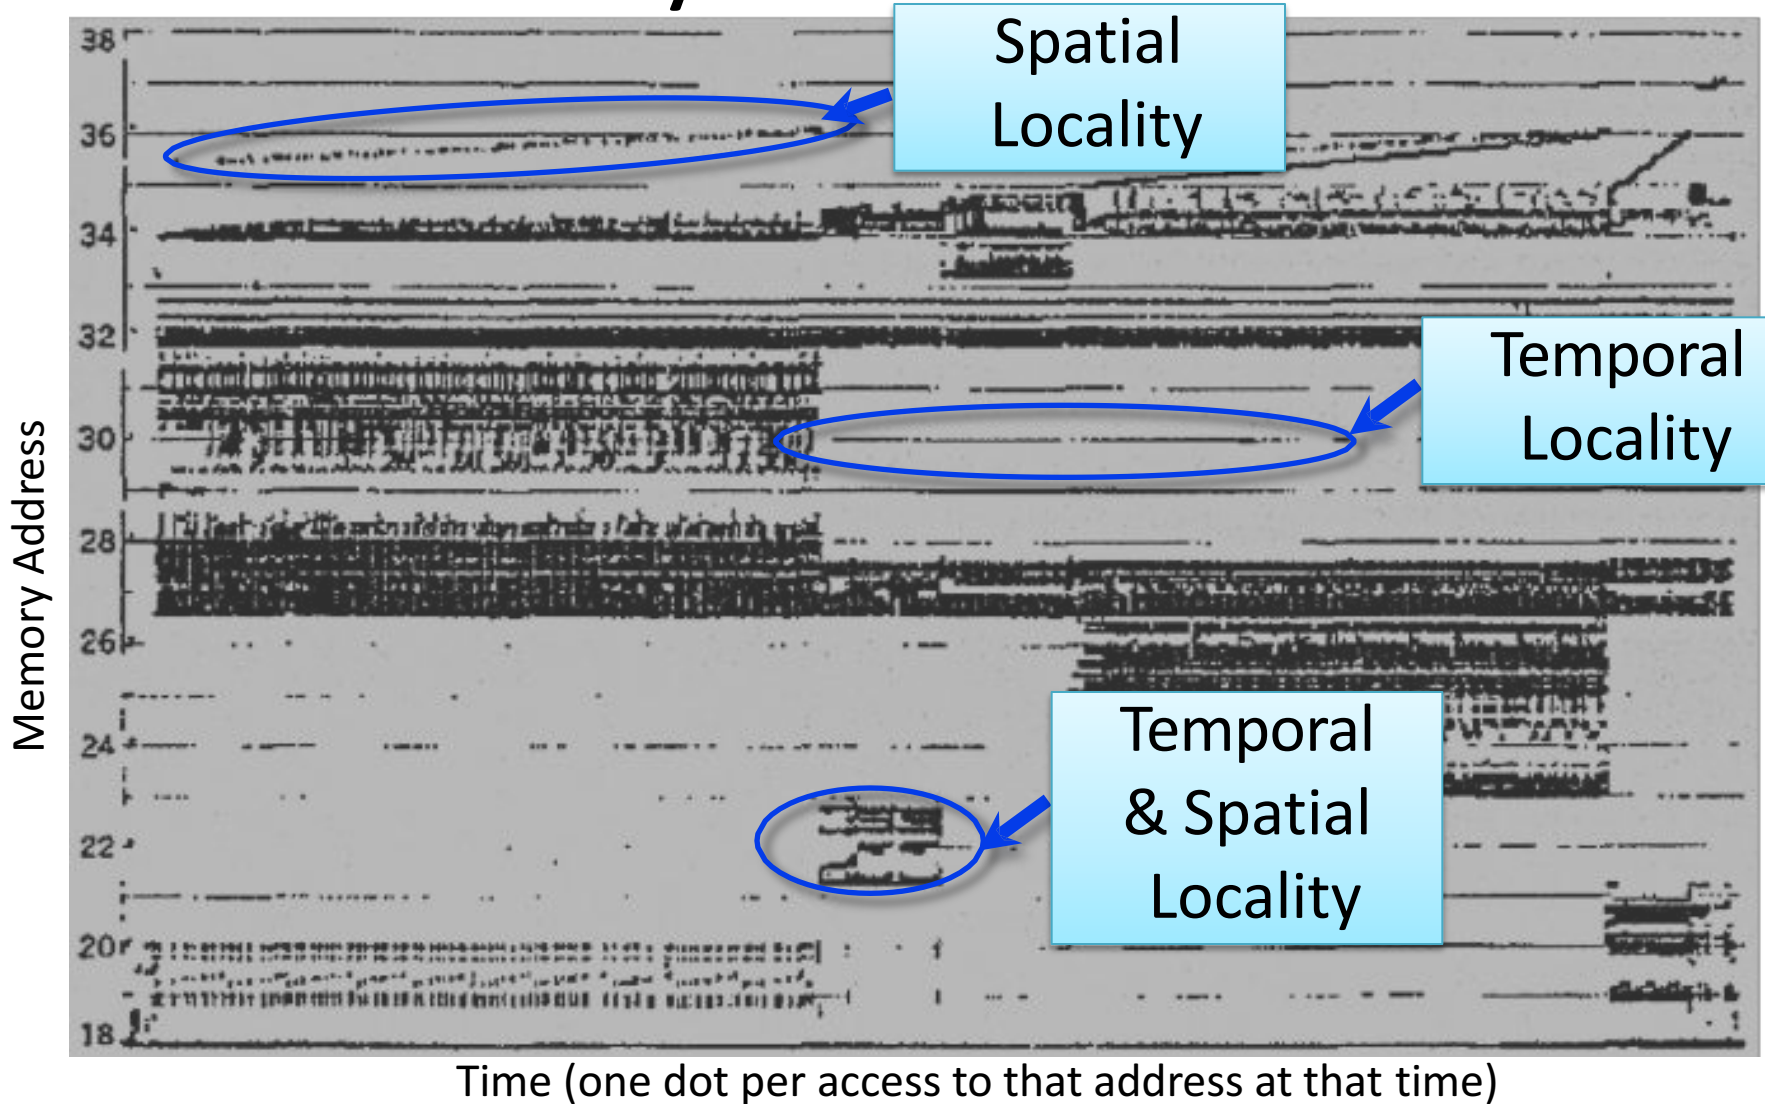 Spatial
Locality
Temporal
Locality
Temporal
& Spatial
Locality
38
36
34
32
30
28
26
24
22
20
18
Memory Address
Time (one dot per access to that address at that time)